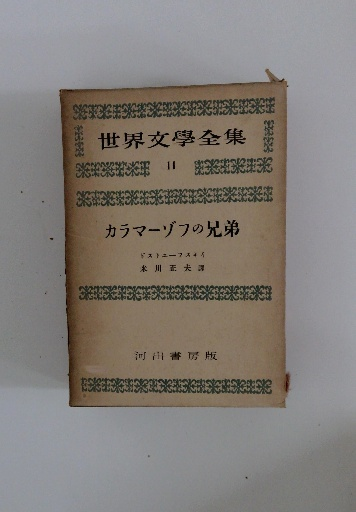 世界文學全集
11
カラマーゾフの兄弟
ドストエーフスキイ
米川正夫譯
河出書房版